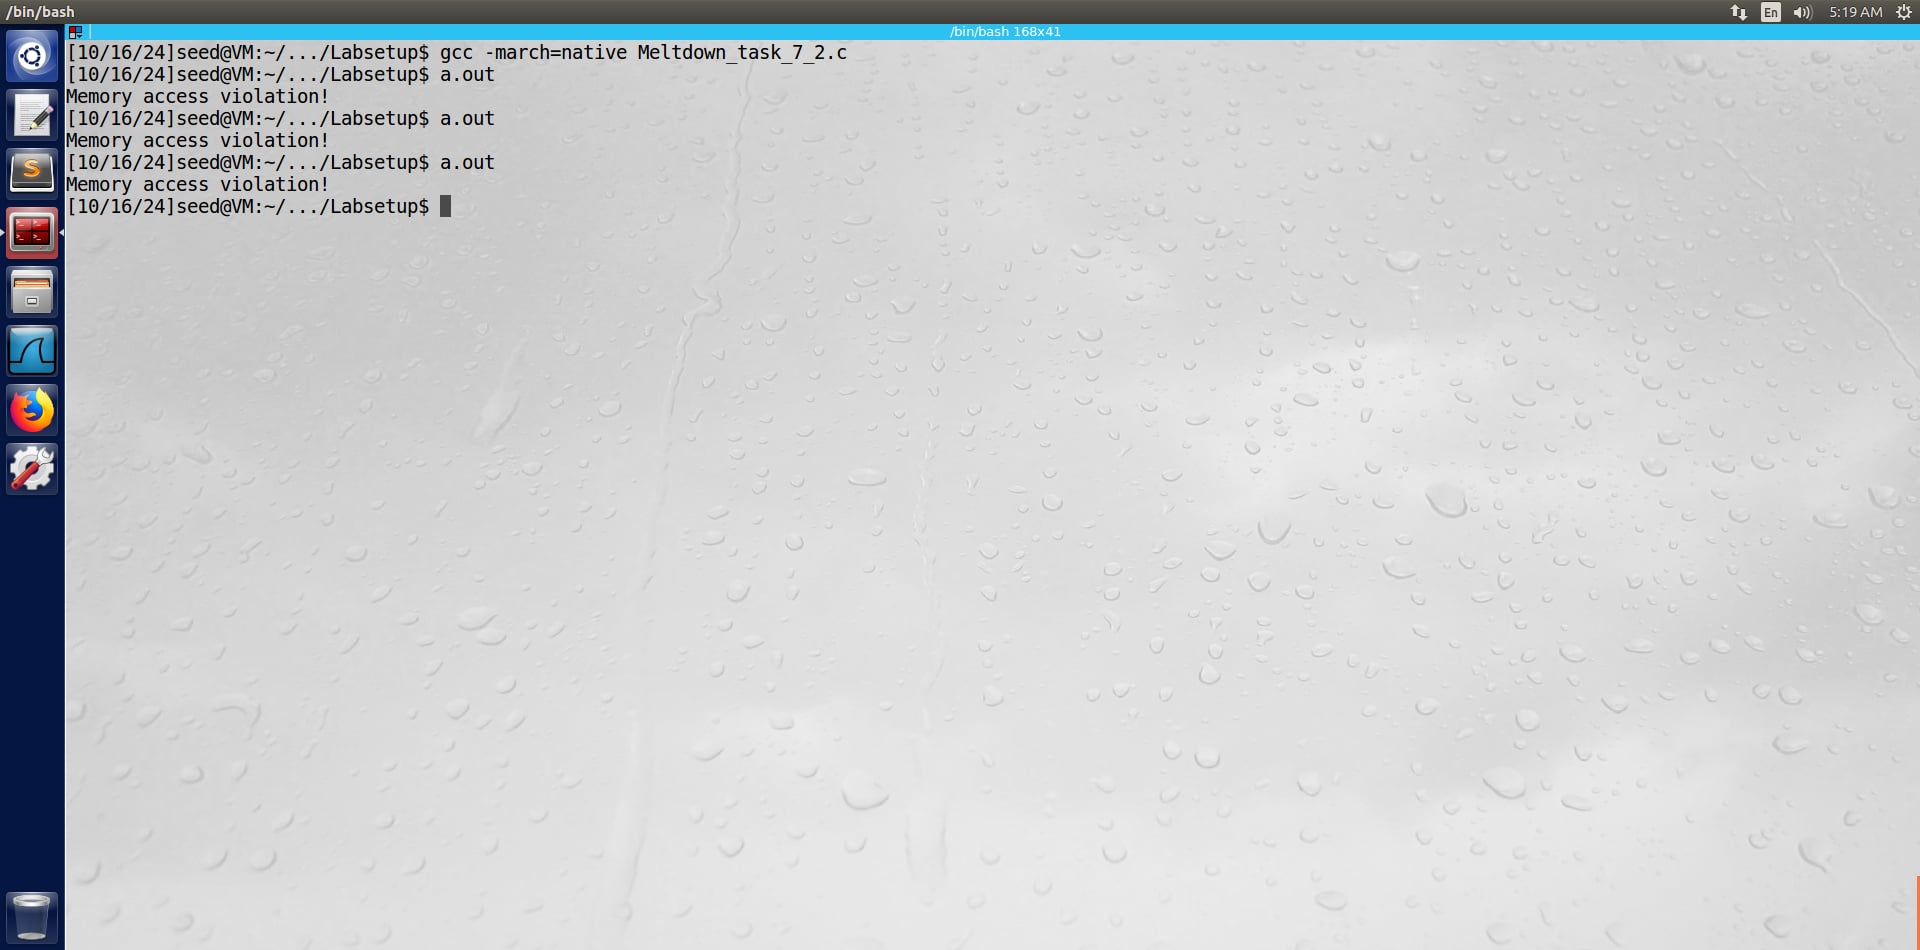 /bin/bash
En
5:19 AM
/bin/bash 168x41
[10/16/24]seed@VM:~/.../Labsetup$ gcc -march=native Meltdown_task_7_2.c
[10/16/24]seed@VM:~/.../Labsetup$ a.out
Memory access violation!
[10/16/24]seed@VM:~/.../Labsetup$ a.out
Memory access violation!
[10/16/24]seed@VM:~/.../Labsetup$ a.out
Memory access violation!
[10/16/24]seed@VM:~/.../Labsetup$
S